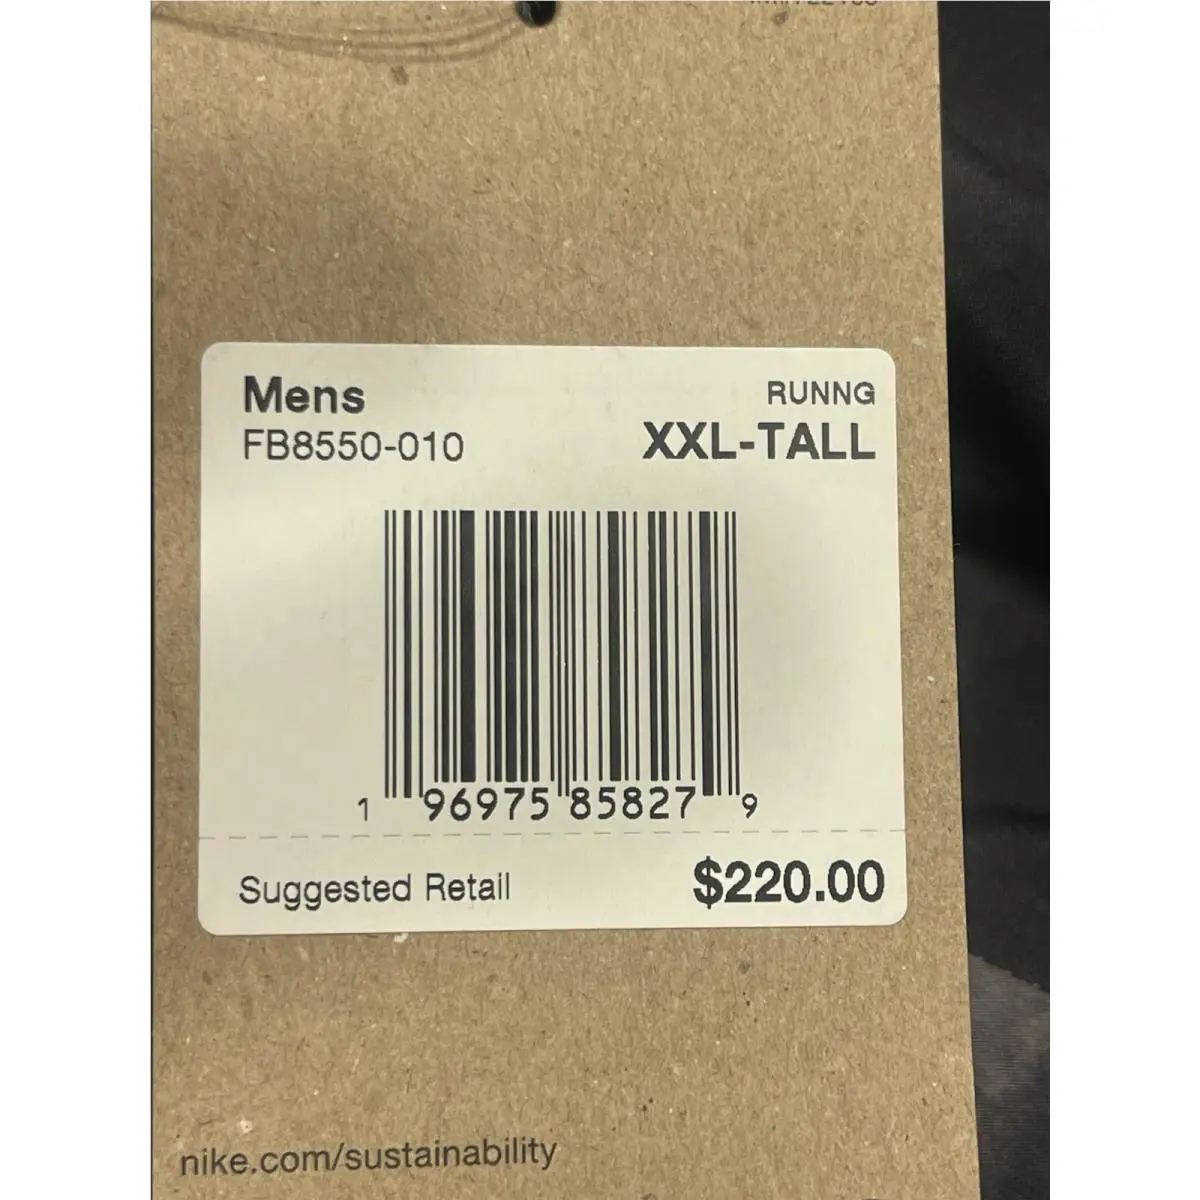 Mens
RUNNG
FB8550-010
XXL-TALL
1 96975 85827 9
Suggested Retail
$220.00
nike.com/sustainability